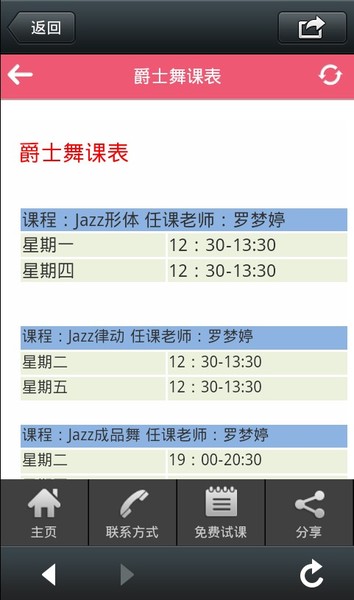 返回
爵士舞课表
爵士舞课表
课程：Jazz形体 任课老师：罗梦婷
星期一 12：30-13:30
星期四 12：30-13:30
课程：Jazz律动 任课老师：罗梦婷
星期二 12：30-13:30
星期五 12：30-13:30
课程：Jazz成品舞 任课老师：罗梦婷
星期二 19：00-20:30
主页 联系方式 免费试课 分享